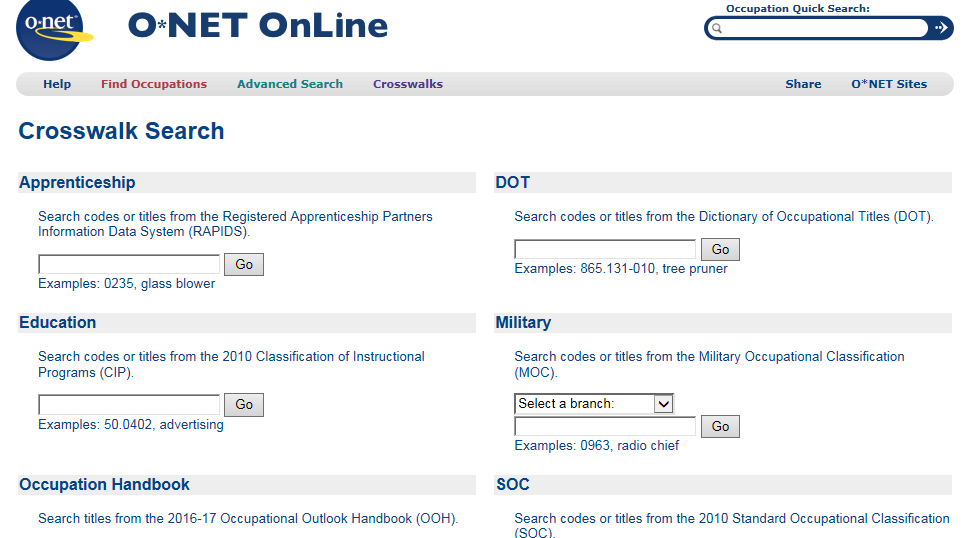 o*net
O*NET OnLine
Occupation Quick Search:
Help
Find Occupations
Advanced Search
Crosswalks
Share
O*NET Sites
Crosswalk Search
Apprenticeship
Search codes or titles from the Registered Apprenticeship Partners
Information Data System (RAPIDS).
Go
Examples: 0235, glass blower
DOT
Search codes or titles from the Dictionary of Occupational Titles (DOT).
Go
Examples: 865.131-010, tree pruner
Education
Search codes or titles from the 2010 Classification of Instructional
Programs (CIP).
Go
Examples: 50.0402, advertising
Military
Search codes or titles from the Military Occupational Classification
(MOC).
Select a branch:
Go
Examples: 0963, radio chief
Occupation Handbook
Search titles from the 2016-17 Occupational Outlook Handbook (OOH).
SOC
Search codes or titles from the 2010 Standard Occupational Classification
(SOC).